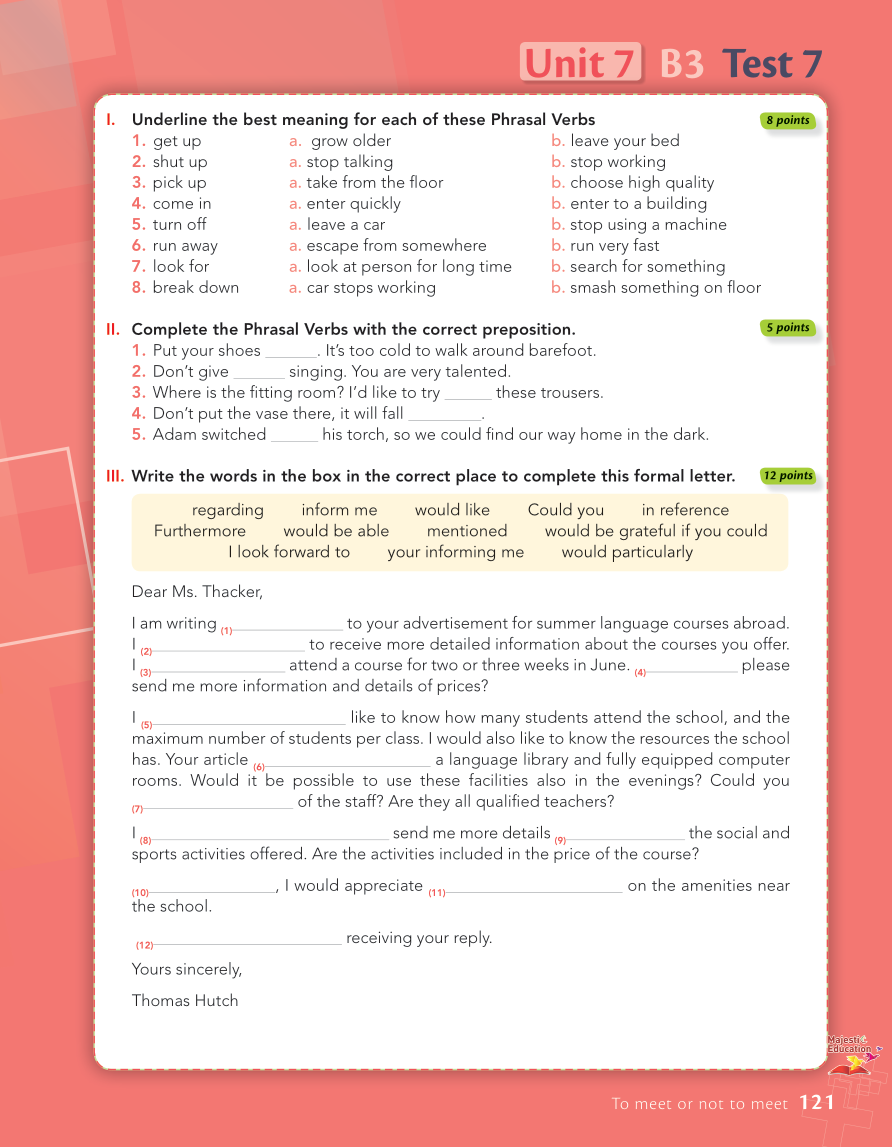 Unit 7 B3 Test 7
I. Underline the best meaning for each of these Phrasal Verbs 8 points
1. get up a. grow older b. leave your bed
2. shut up a. stop talking b. stop working
3. pick up a. take from the floor b. choose high quality
4. come in a. enter quickly b. enter to a building
5. turn off a. leave a car b. stop using a machine
6. run away a. escape from somewhere b. run very fast
7. look for a. look at person for long time b. search for something
8. break down a. car stops working b. smash something on floor
II. Complete the Phrasal Verbs with the correct preposition. 5 points
1. Put your shoes ______. It's too cold to walk around barefoot.
2. Don't give ______ singing. You are very talented.
3. Where is the fitting room? I'd like to try ______ these trousers.
4. Don't put the vase there, it will fall ________.
5. Adam switched ______ his torch, so we could find our way home in the dark.
III. Write the words in the box in the correct place to complete this formal letter. 12 points
regarding inform me would like Could you in reference
Furthermore would be able mentioned would be grateful if you could
I look forward to your informing me would particularly
Dear Ms. Thacker,
I am writing (1)____________ to your advertisement for summer language courses abroad.
I (2)________________ to receive more detailed information about the courses you offer.
I (3)______________ attend a course for two or three weeks in June. (4)__________ please
send me more information and details of prices?
I (5)____________________ like to know how many students attend the school, and the
maximum number of students per class. I would also like to know the resources the school
has. Your article (6)__________________ a language library and fully equipped computer
rooms. Would it be possible to use these facilities also in the evenings? Could you
(7)________________ of the staff? Are they all qualified teachers?
I (8)________________________ send me more details (9)____________ the social and
sports activities offered. Are the activities included in the price of the course?
(10)______________, I would appreciate (11)__________________ on the amenities near
the school.
(12)____________________ receiving your reply.
Yours sincerely,
Thomas Hutch
Majestic
Education
To meet or not to meet 121